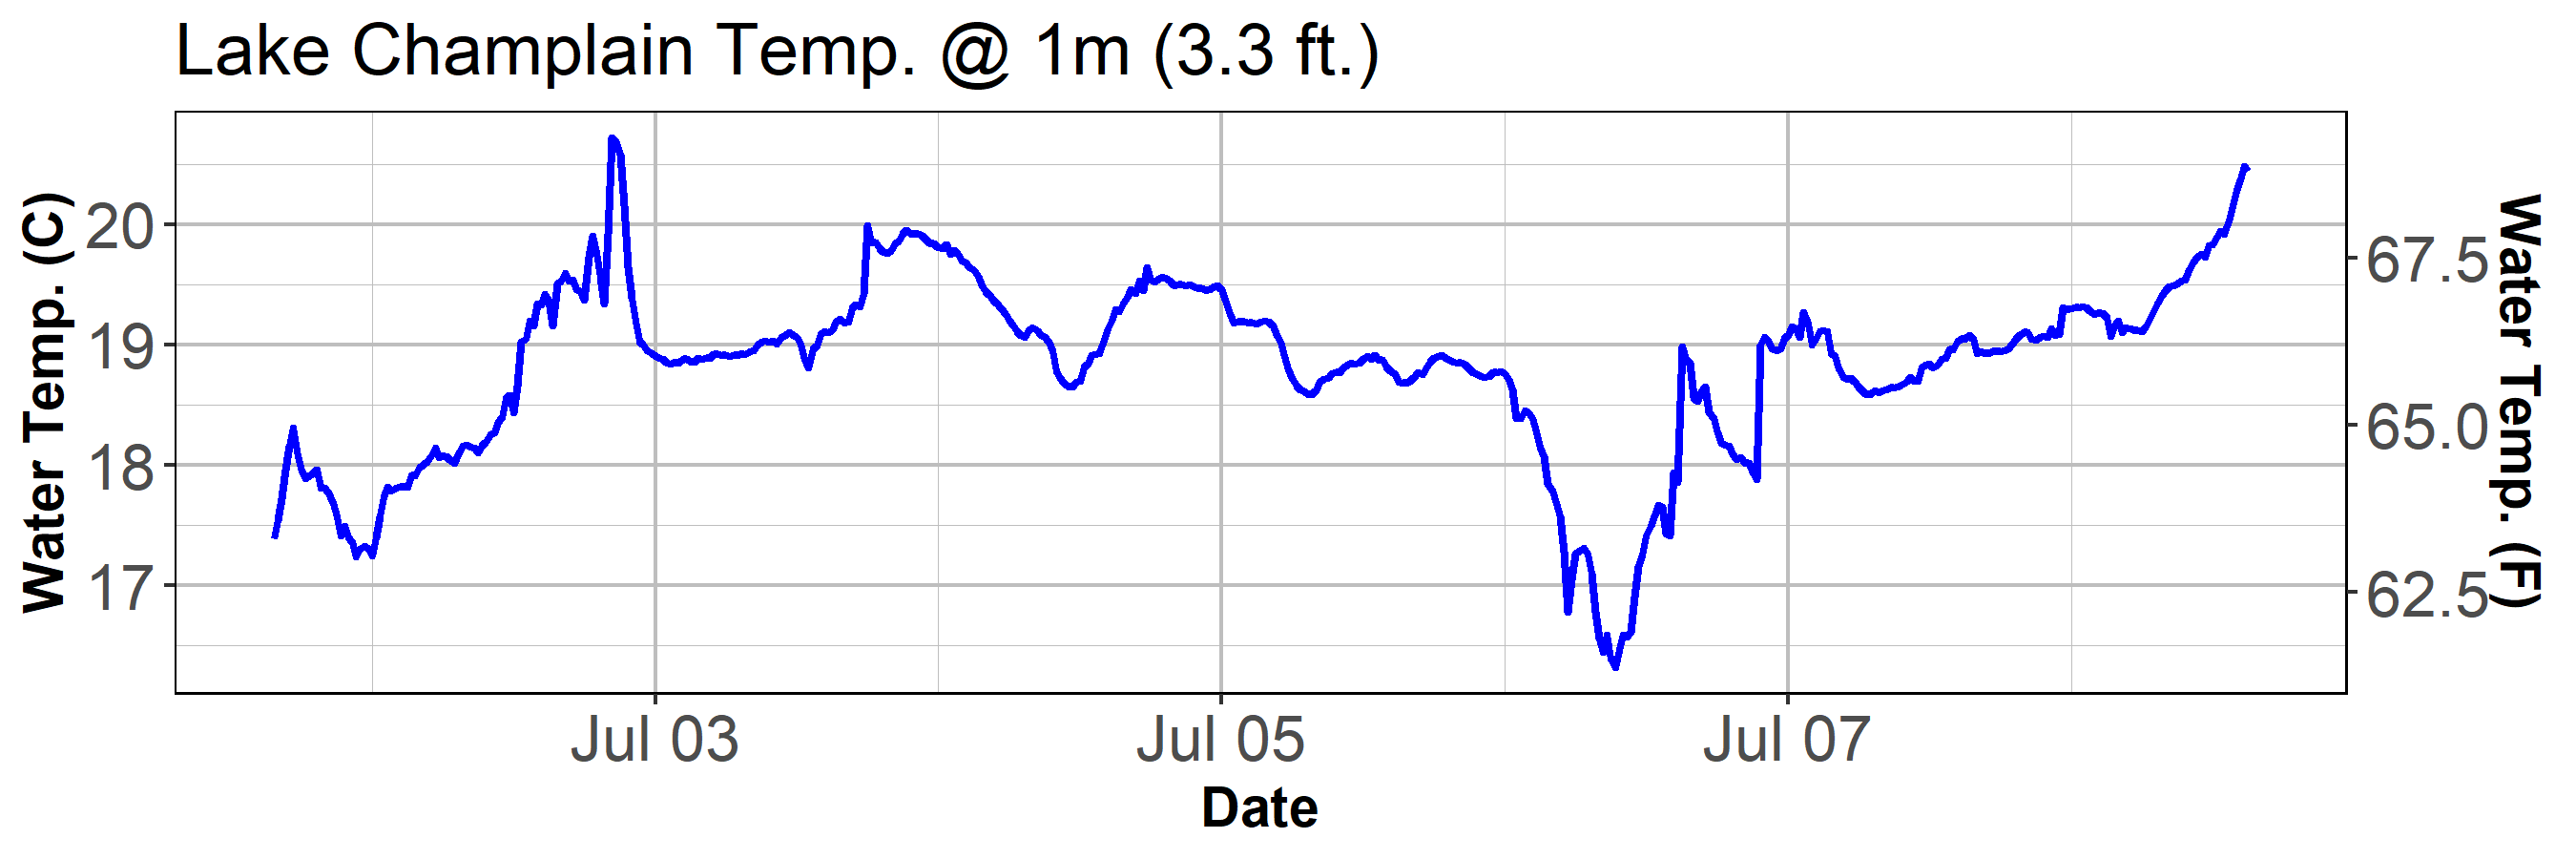 Lake Champlain Temp. @ 1m (3.3 ft.)
Water Temp. (C)
20
19
18
17
67.5
65.0
62.5
Water Temp. (F)
Jul 03
Jul 05
Jul 07
Date